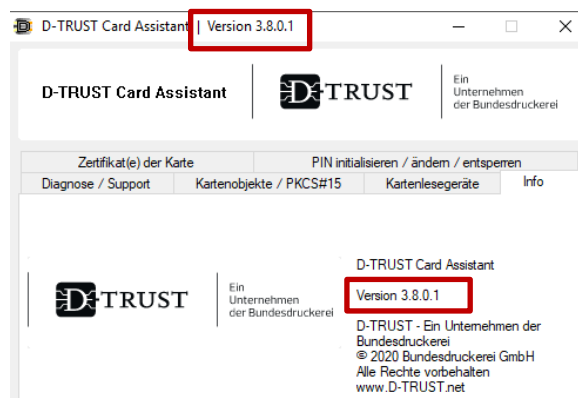 D-TRUST Card Assistant | Version 3.8.0.1
D-TRUST Card Assistant
D-TRUST
Ein
Unternehmen
der Bundesdruckerei
Zertifikat(e) der Karte
PIN initialisieren / ändern / entsperren
Diagnose / Support
Kartenobjekte / PKCS#15
Kartenlesegeräte
Info
D-TRUST
Ein
Unternehmen
der Bundesdruckerei
D-TRUST Card Assistant
Version 3.8.0.1
D-TRUST - Ein Unternehmen der
Bundesdruckerei
© 2020 Bundesdruckerei GmbH
Alle Rechte vorbehalten
www.D-TRUST.net